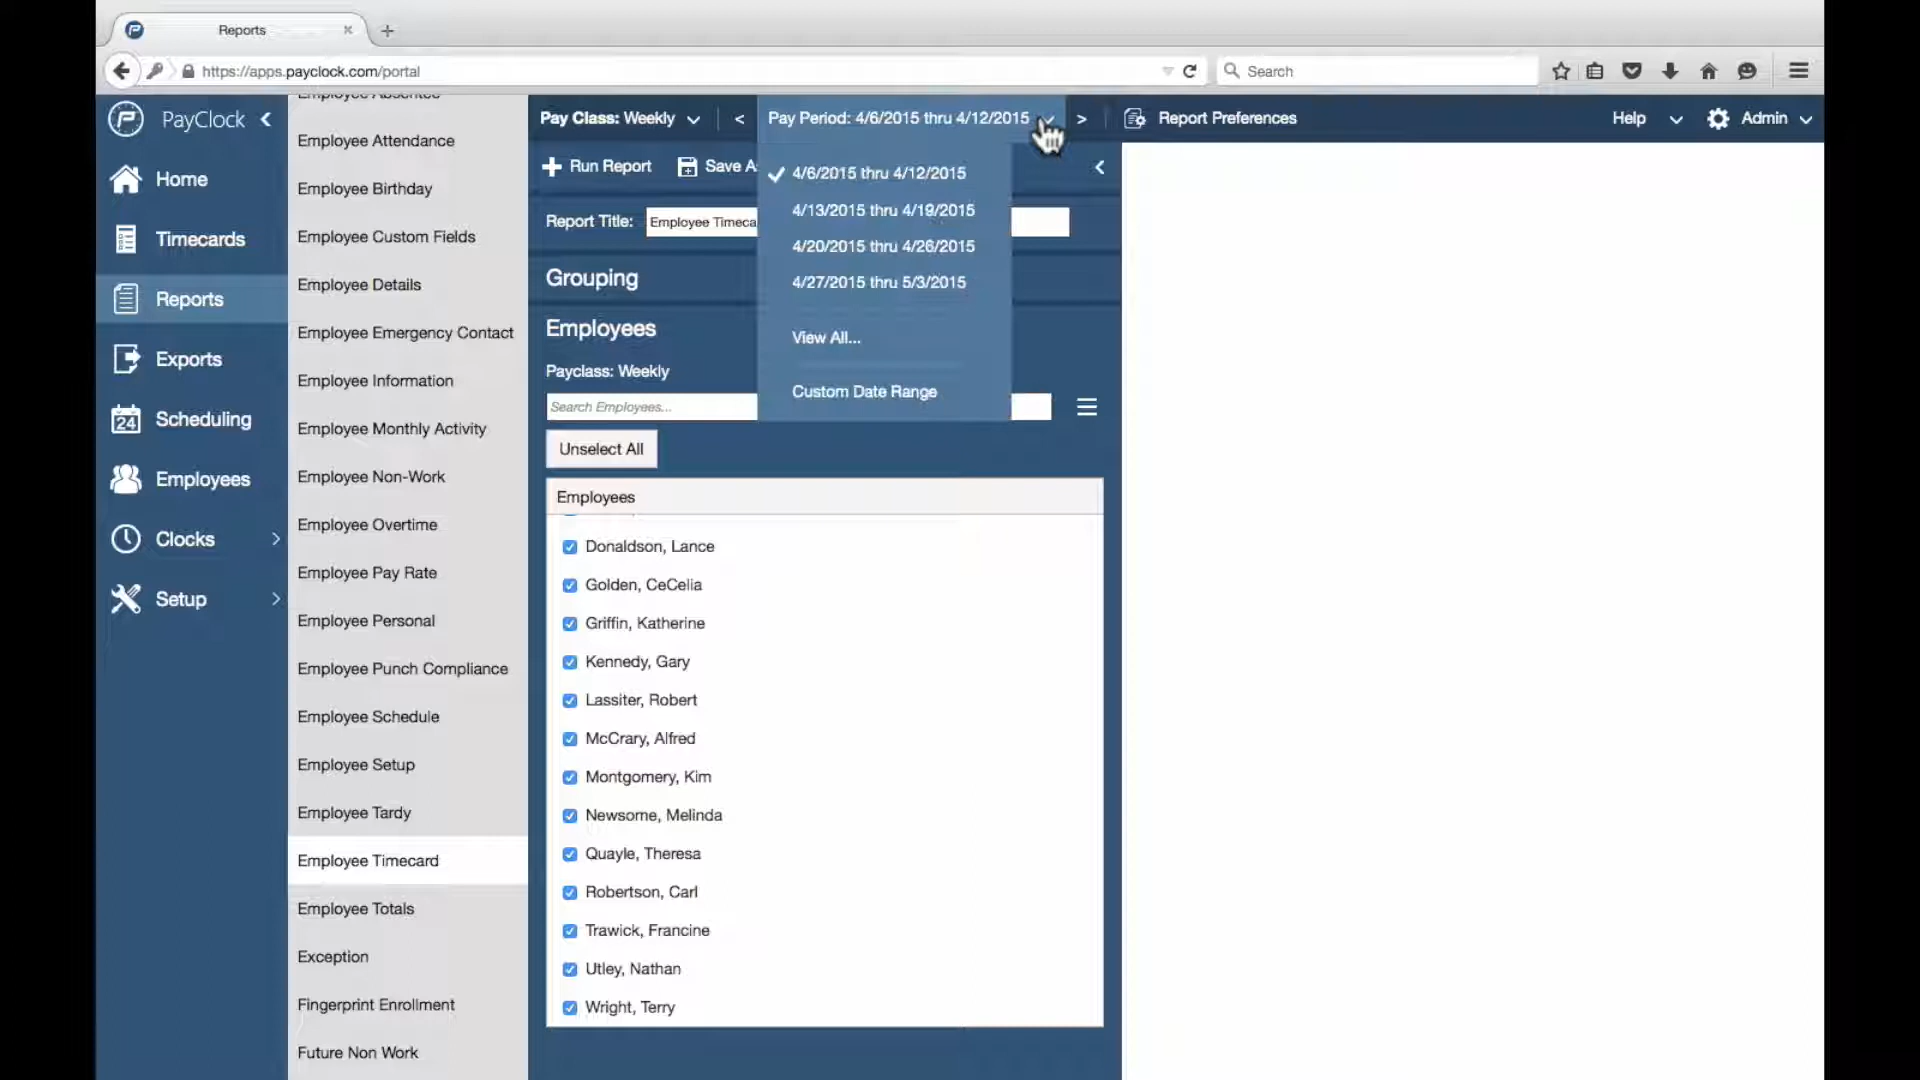 Reports
https://apps.payclock.com/portal
Search
PayClock
Home
Timecards
Reports
Exports
24
Scheduling
Employees
Clocks
Setup
Employee Absentee
Employee Attendance
Employee Birthday
Employee Custom Fields
Employee Details
Employee Emergency Contact
Employee Information
Employee Monthly Activity
Employee Non-Work
Employee Overtime
Employee Pay Rate
Employee Personal
Employee Punch Compliance
Employee Schedule
Employee Setup
Employee Tardy
Employee Timecard
Employee Totals
Exception
Fingerprint Enrollment
Future Non Work
Pay Class: Weekly
<
Pay Period: 4/6/2015 thru 4/12/2015
>
Report Preferences
Help
Admin
Run Report
Save A
4/6/2015 thru 4/12/2015
4/13/2015 thru 4/19/2015
4/20/2015 thru 4/26/2015
4/27/2015 thru 5/3/2015
View All...
Custom Date Range
Report Title:
Employee Timeca
Grouping
Employees
Payclass: Weekly
Search Employees...
Unselect All
Employees
Donaldson, Lance
Golden, CeCelia
Griffin, Katherine
Kennedy, Gary
Lassiter, Robert
McCrary, Alfred
Montgomery, Kim
Newsome, Melinda
Quayle, Theresa
Robertson, Carl
Trawick, Francine
Utley, Nathan
Wright, Terry